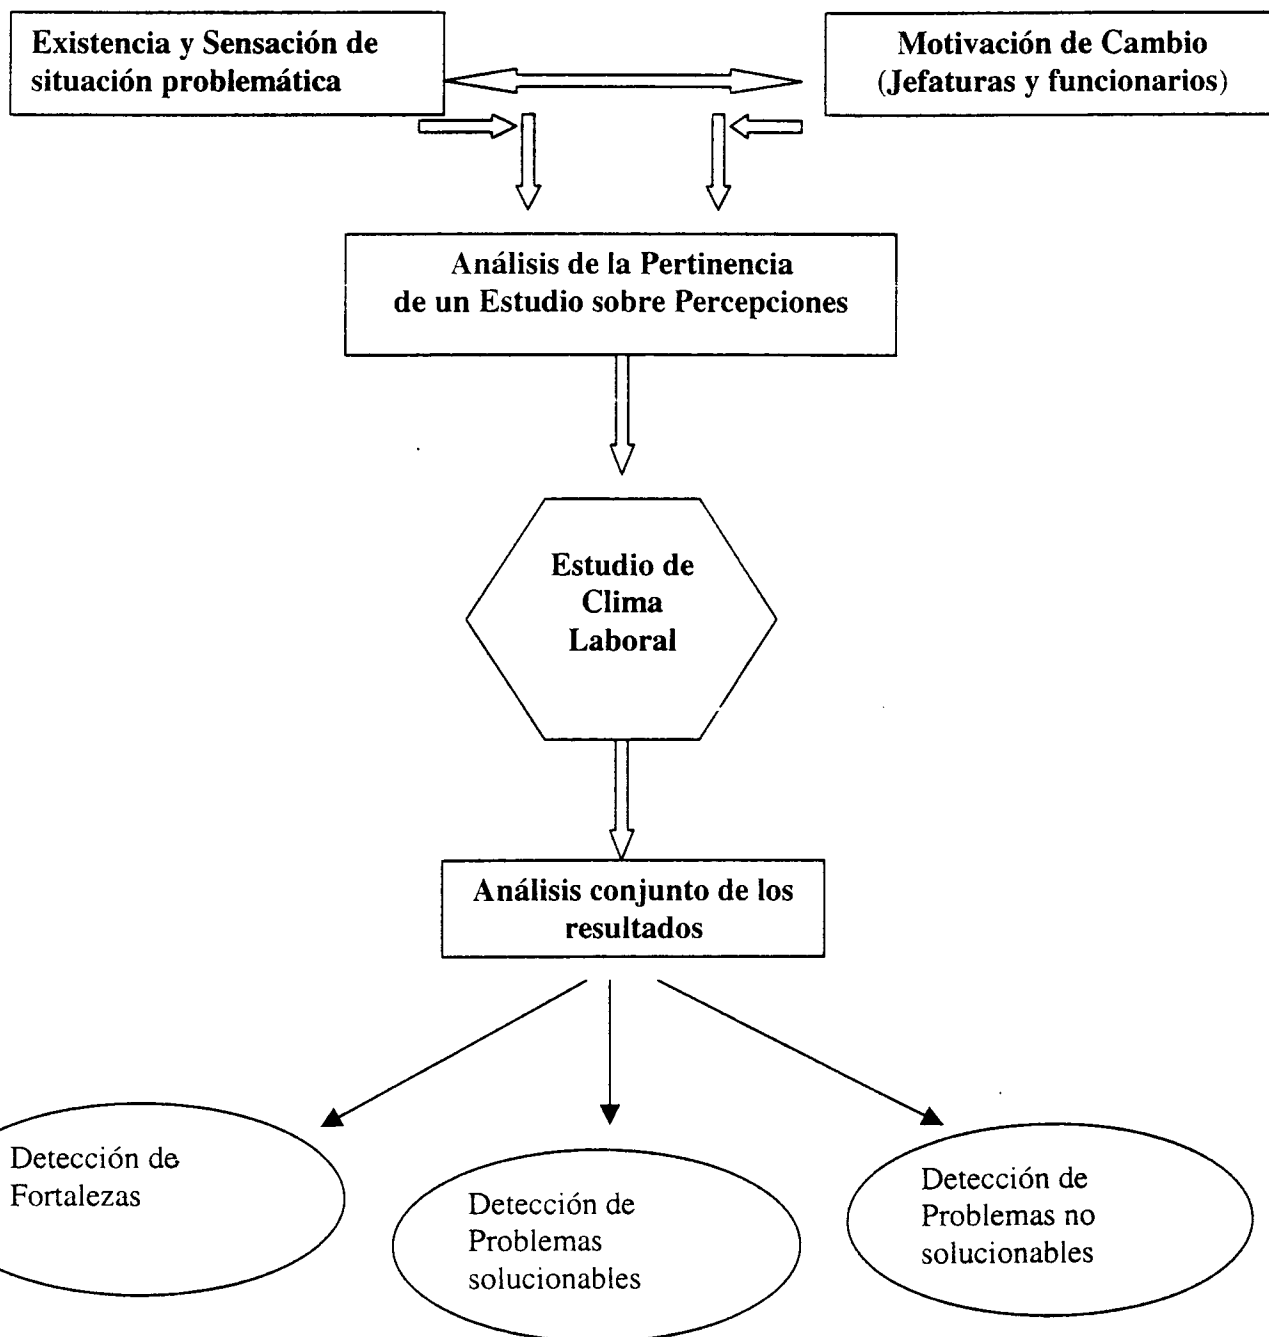 Existencia y Sensación de
situación problemática
Motivación de Cambio
(Jefaturas y funcionarios)
Análisis de la Pertinencia
de un Estudio sobre Percepciones
Estudio de
Clima
Laboral
Análisis conjunto de los
resultados
Detección de
Fortalezas
Detección de
Problemas
solucionables
Detección de
Problemas no
solucionables